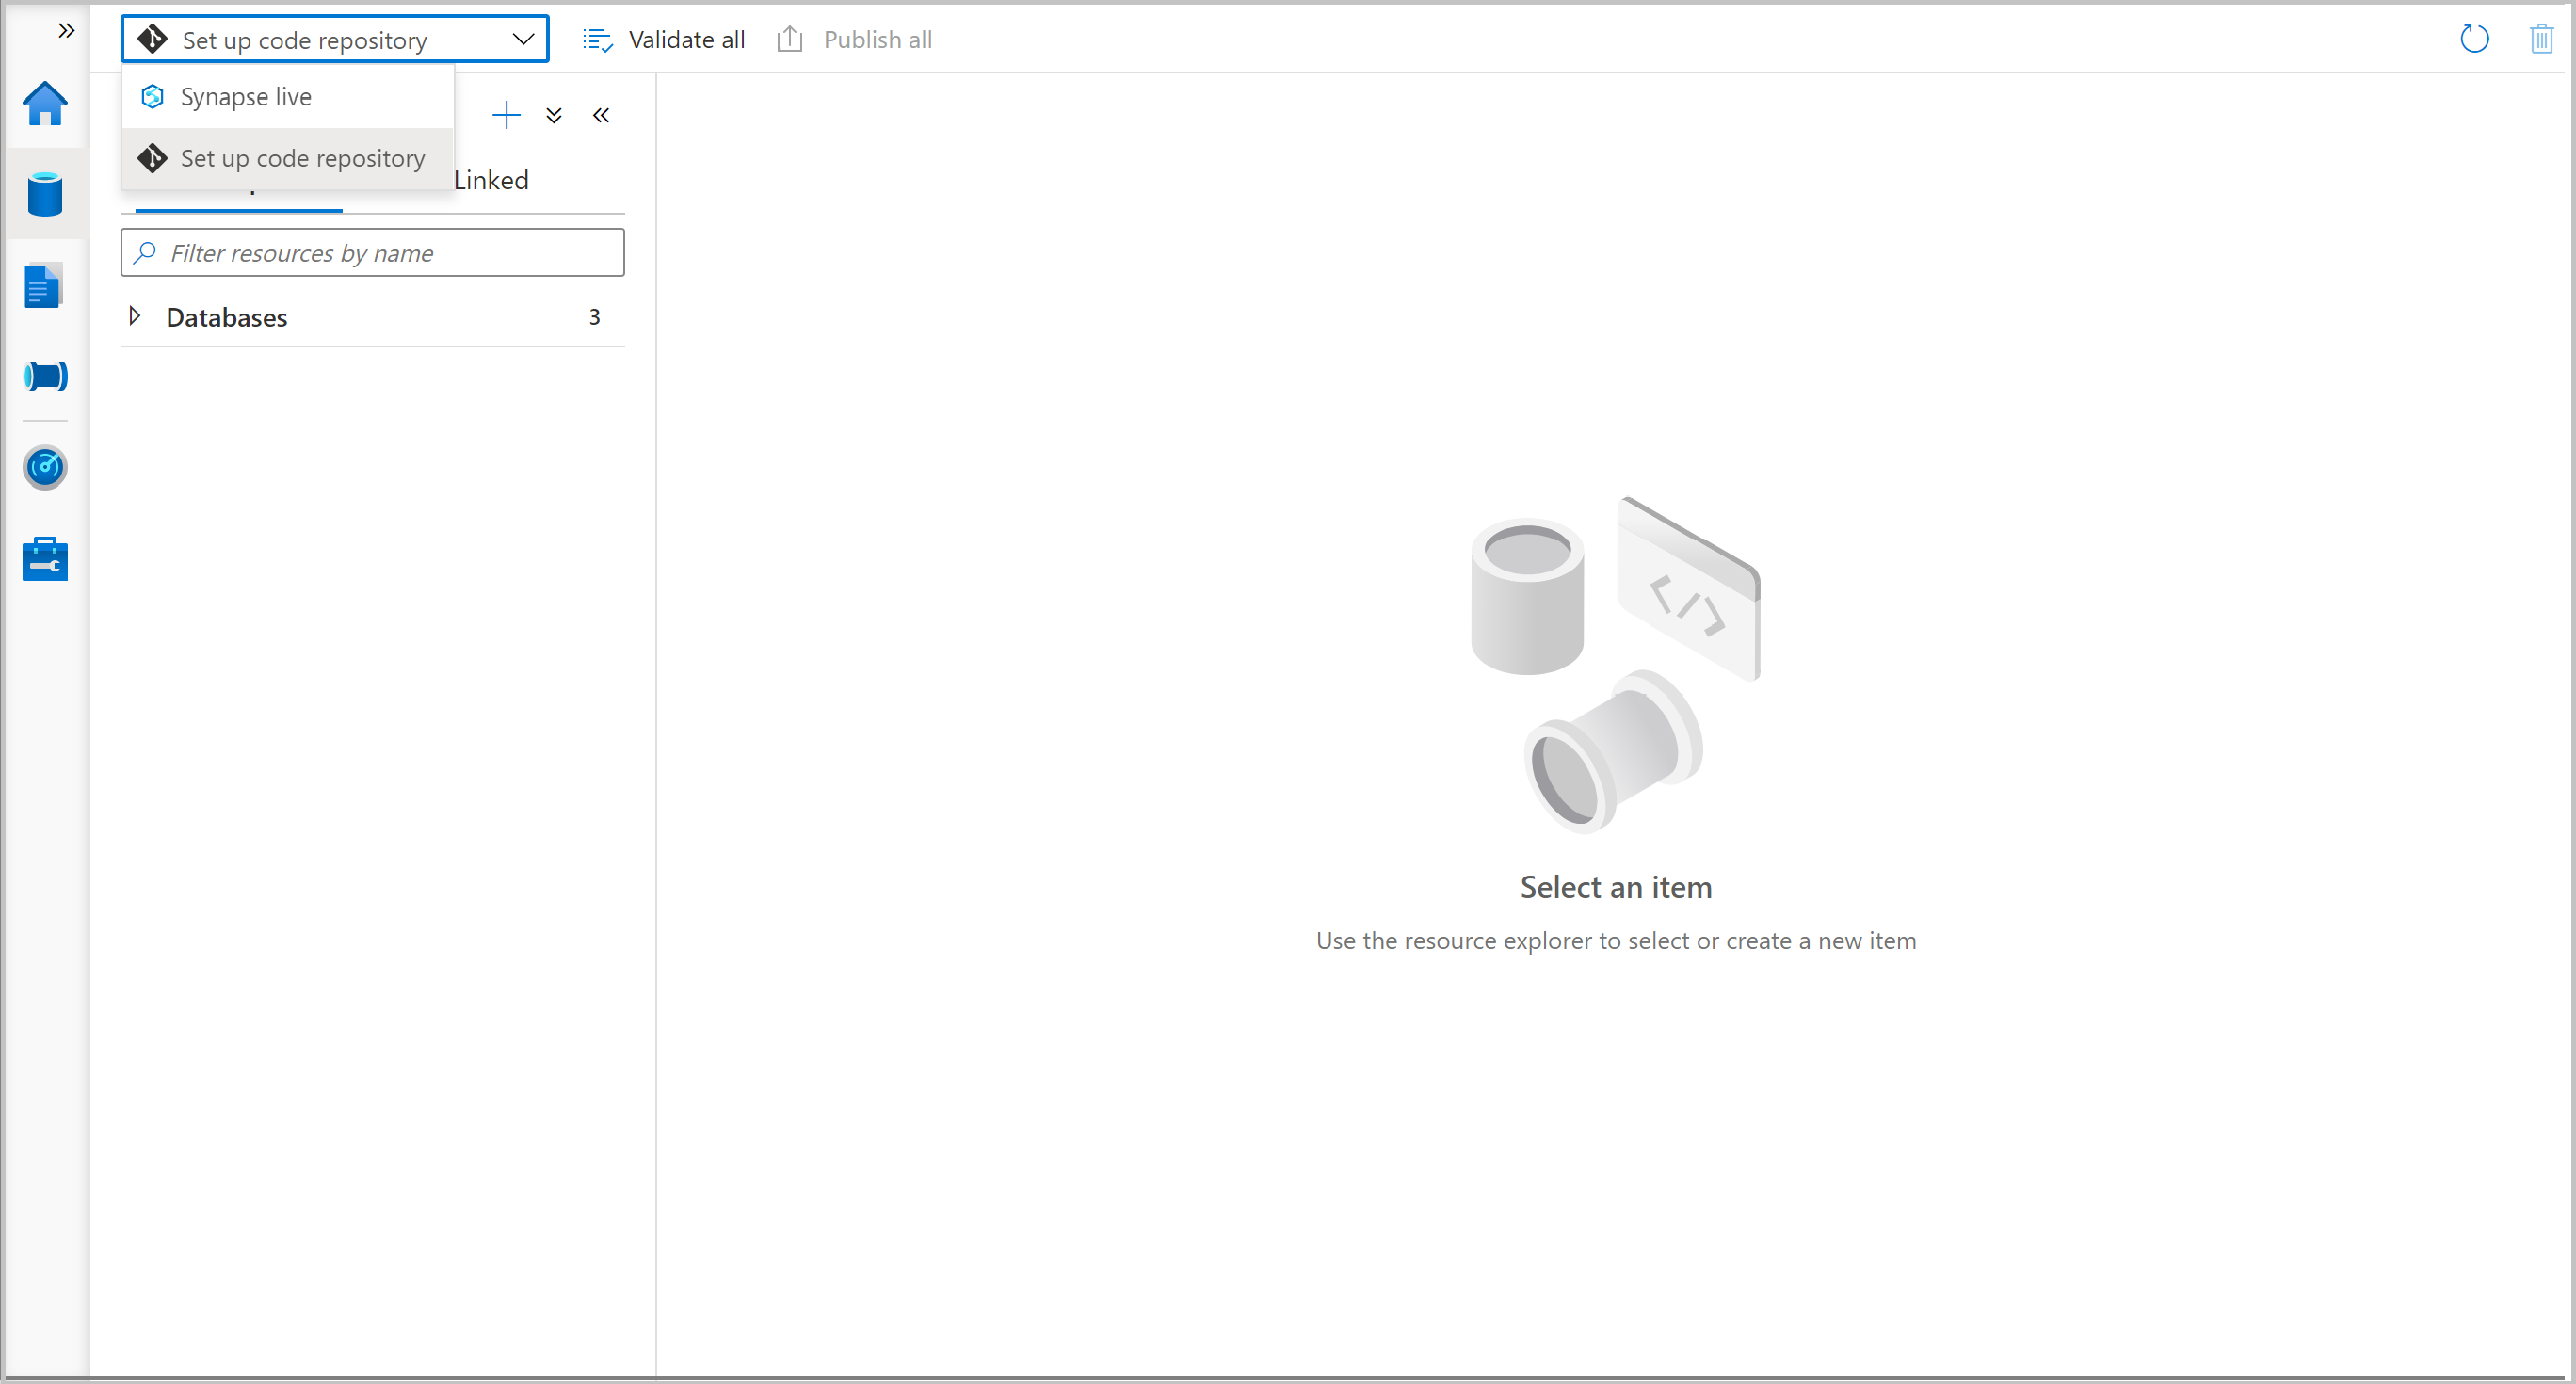 Set up code repository
Validate all
Publish all
Synapse live
Set up code repository
Linked
Filter resources by name
Databases 3
</>
Select an item
Use the resource explorer to select or create a new item